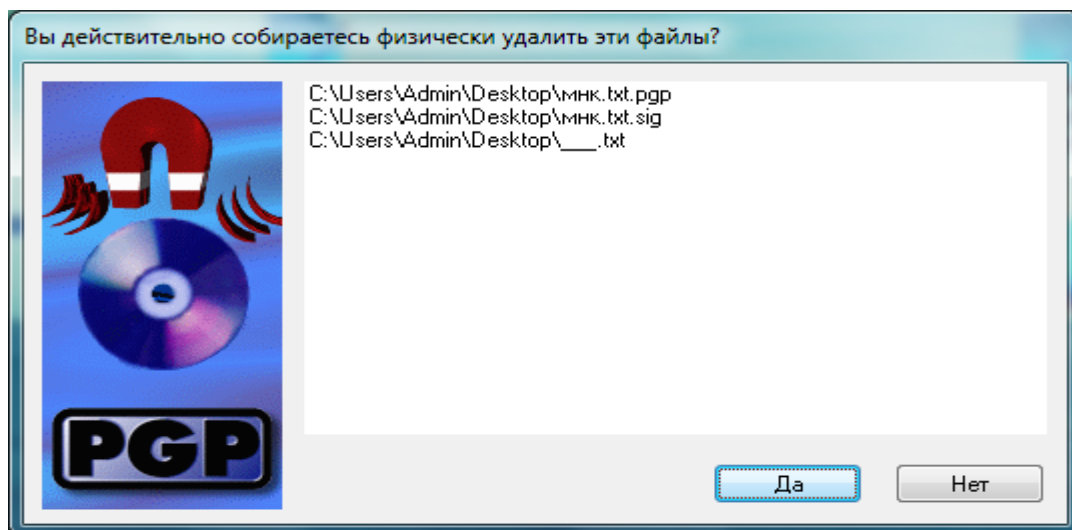 Вы действительно собираетесь физически удалить эти файлы?
C:\Users\Admin\Desktop\мнк.txt.pgp
C:\Users\Admin\Desktop\мнк.txt.sig
C:\Users\Admin\Desktop\___.txt
PGP
Да
Нет